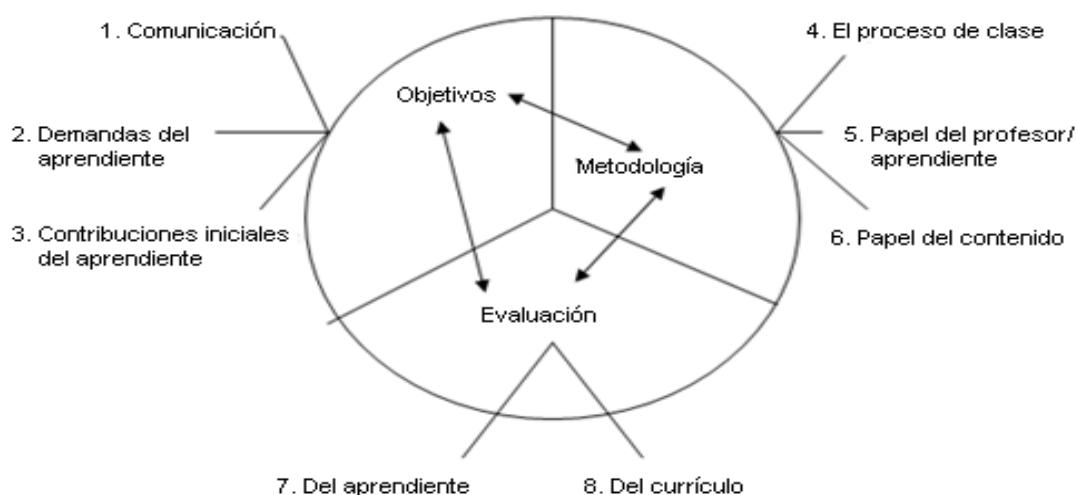 1. Comunicación
2. Demandas del
aprendiente
3. Contribuciones iniciales
del aprendiente
Objetivos
Metodología
Evaluación
4. El proceso de clase
5. Papel del profesor/
aprendiente
6. Papel del contenido
7. Del aprendiente
8. Del currículo